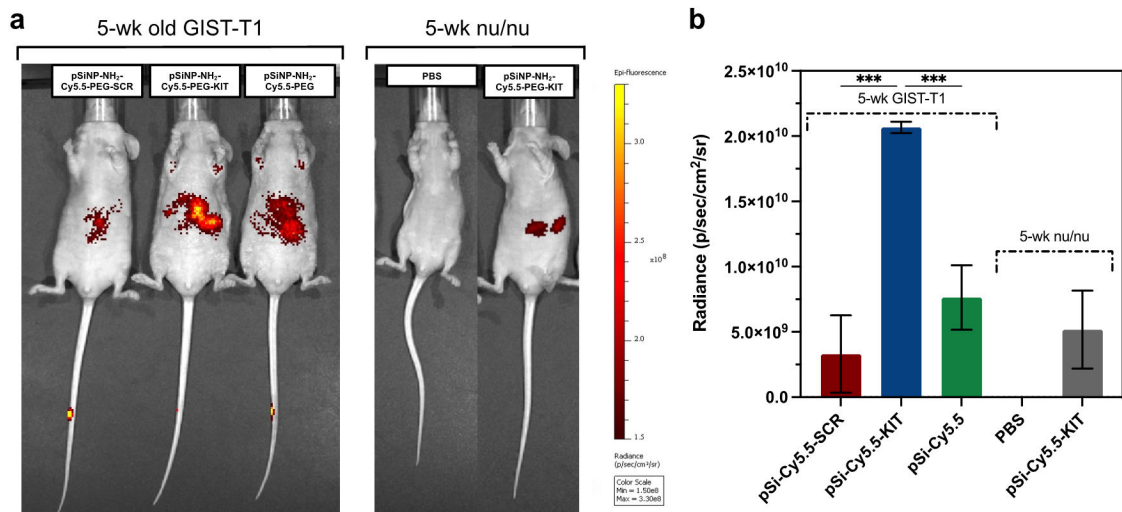 a
5-wk old GIST-T1
5-wk nu/nu
pSiNP-NH₂-
Cy5.5-PEG-SCR
pSiNP-NH₂-
Cy5.5-PEG-KIT
pSiNP-NH₂-
Cy5.5-PEG
PBS
pSiNP-NH₂-
Cy5.5-PEG-KIT
Epi-fluorescence
3.0
2.5
x10⁸
2.0
1.5
Radiance
(p/sec/cm²/sr)
Color Scale
Min = 1.50e8
Max = 3.30e8
b
Radiance (p/sec/cm²/sr)
2.5×10¹⁰
2.0×10¹⁰
1.5×10¹⁰
1.0×10¹⁰
5.0×10⁹
0.0
*** ***
5-wk GIST-T1
5-wk nu/nu
pSi-Cy5.5-SCR
pSi-Cy5.5-KIT
pSi-Cy5.5
PBS
pSi-Cy5.5-KIT